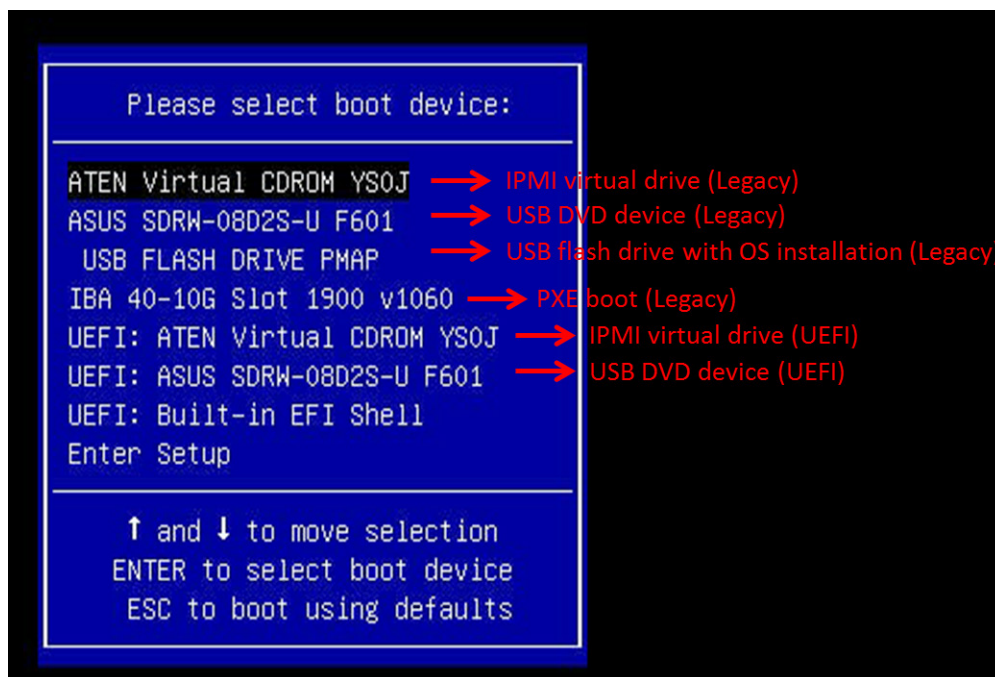 Please select boot device:
ATEN Virtual CDROM YS0J → IPMI virtual drive (Legacy)
ASUS SDRW-08D2S-U F601 → USB DVD device (Legacy)
USB FLASH DRIVE PMAP → USB flash drive with OS installation (Legacy
IBA 40-10G Slot 1900 v1060 → PXE boot (Legacy)
UEFI: ATEN Virtual CDROM YS0J → IPMI virtual drive (UEFI)
UEFI: ASUS SDRW-08D2S-U F601 → USB DVD device (UEFI)
UEFI: Built-in EFI Shell
Enter Setup
↑ and ↓ to move selection
ENTER to select boot device
ESC to boot using defaults